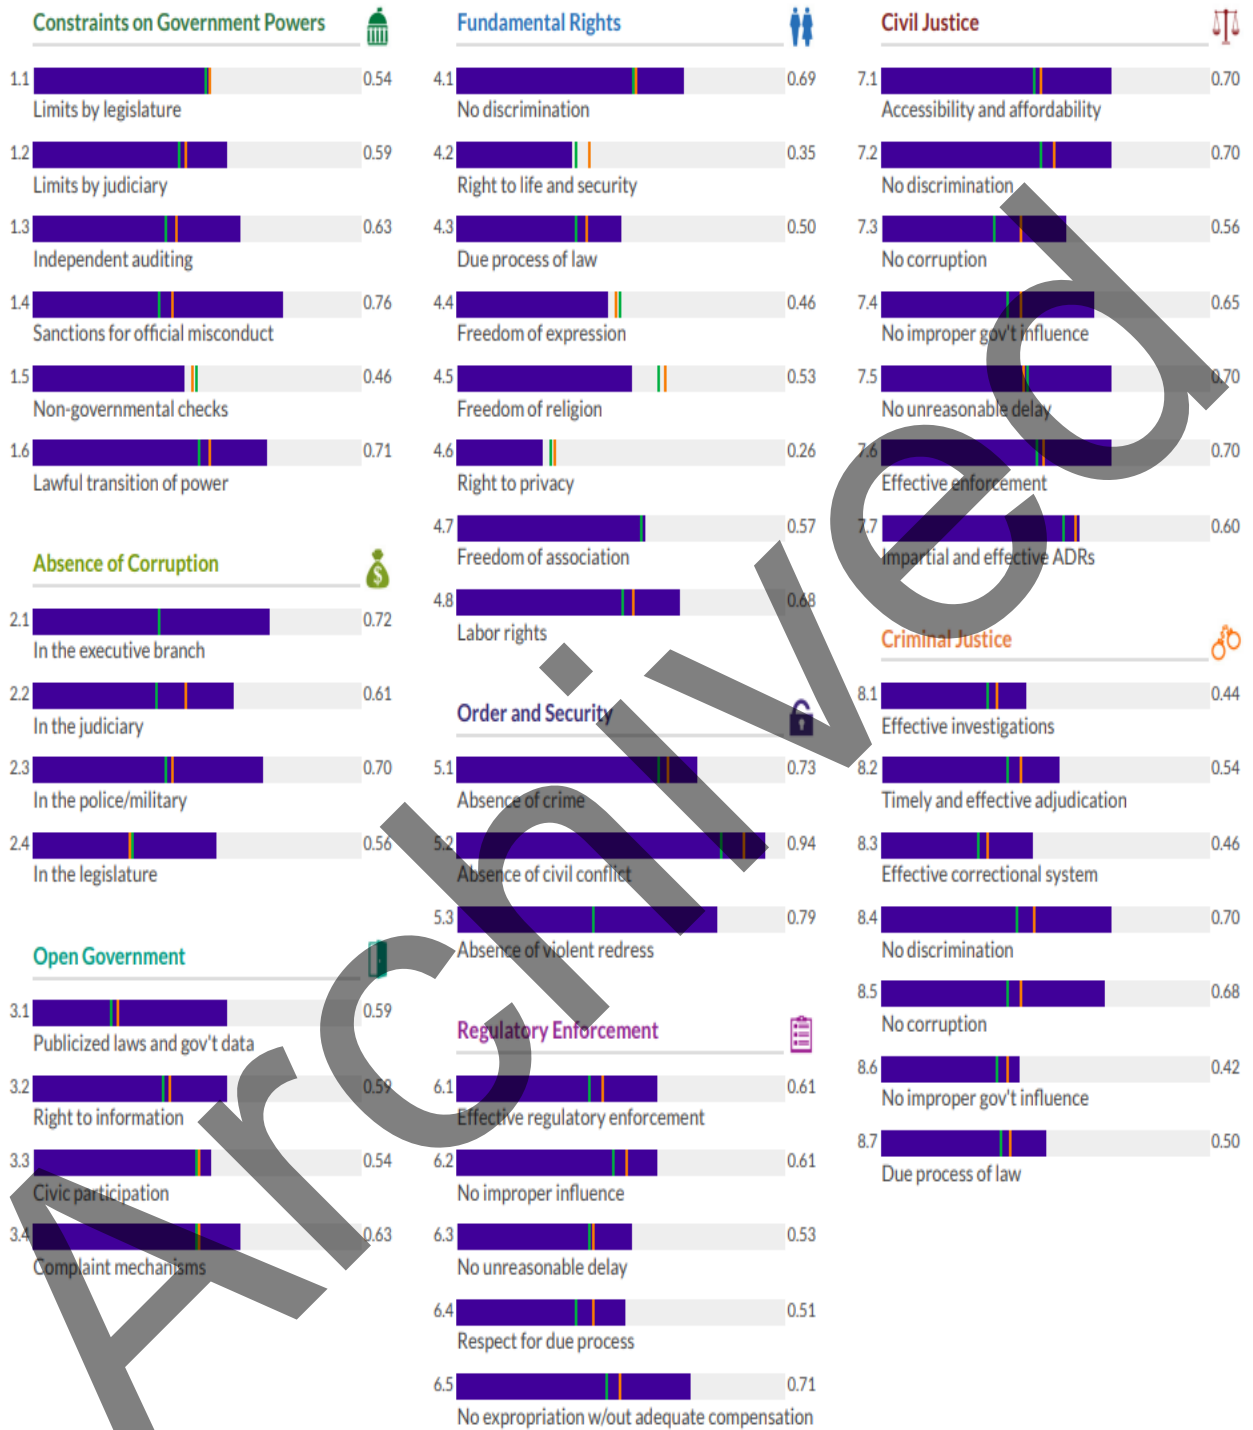 Constraints on Government Powers
1.1 0.54
Limits by legislature
1.2 0.59
Limits by judiciary
1.3 0.63
Independent auditing
1.4 0.76
Sanctions for official misconduct
1.5 0.46
Non-governmental checks
1.6 0.71
Lawful transition of power
Absence of Corruption
$
2.1 0.72
In the executive branch
2.2 0.61
In the judiciary
2.3 0.70
In the police/military
2.4 0.56
In the legislature
Open Government
3.1 0.59
Publicized laws and gov't data
3.2 0.59
Right to information
3.3 0.54
Civic participation
3.4 0.63
Complaint mechanisms
Fundamental Rights
4.1 0.69
No discrimination
4.2 0.35
Right to life and security
4.3 0.50
Due process of law
4.4 0.46
Freedom of expression
4.5 0.53
Freedom of religion
4.6 0.26
Right to privacy
4.7 0.57
Freedom of association
4.8 0.68
Labor rights
Order and Security
5.1 0.73
Absence of crime
5.2 0.94
Absence of civil conflict
5.3 0.79
Absence of violent redress
Regulatory Enforcement
6.1 0.61
Effective regulatory enforcement
6.2 0.61
No improper influence
6.3 0.53
No unreasonable delay
6.4 0.51
Respect for due process
6.5 0.71
No expropriation w/out adequate compensation
Civil Justice
7.1 0.70
Accessibility and affordability
7.2 0.70
No discrimination
7.3 0.56
No corruption
7.4 0.65
No improper gov't influence
7.5 0.70
No unreasonable delay
7.6 0.70
Effective enforcement
7.7 0.60
Impartial and effective ADRs
Criminal Justice
8.1 0.44
Effective investigations
8.2 0.54
Timely and effective adjudication
8.3 0.46
Effective correctional system
8.4 0.70
No discrimination
8.5 0.68
No corruption
8.6 0.42
No improper gov't influence
8.7 0.50
Due process of law
Archived